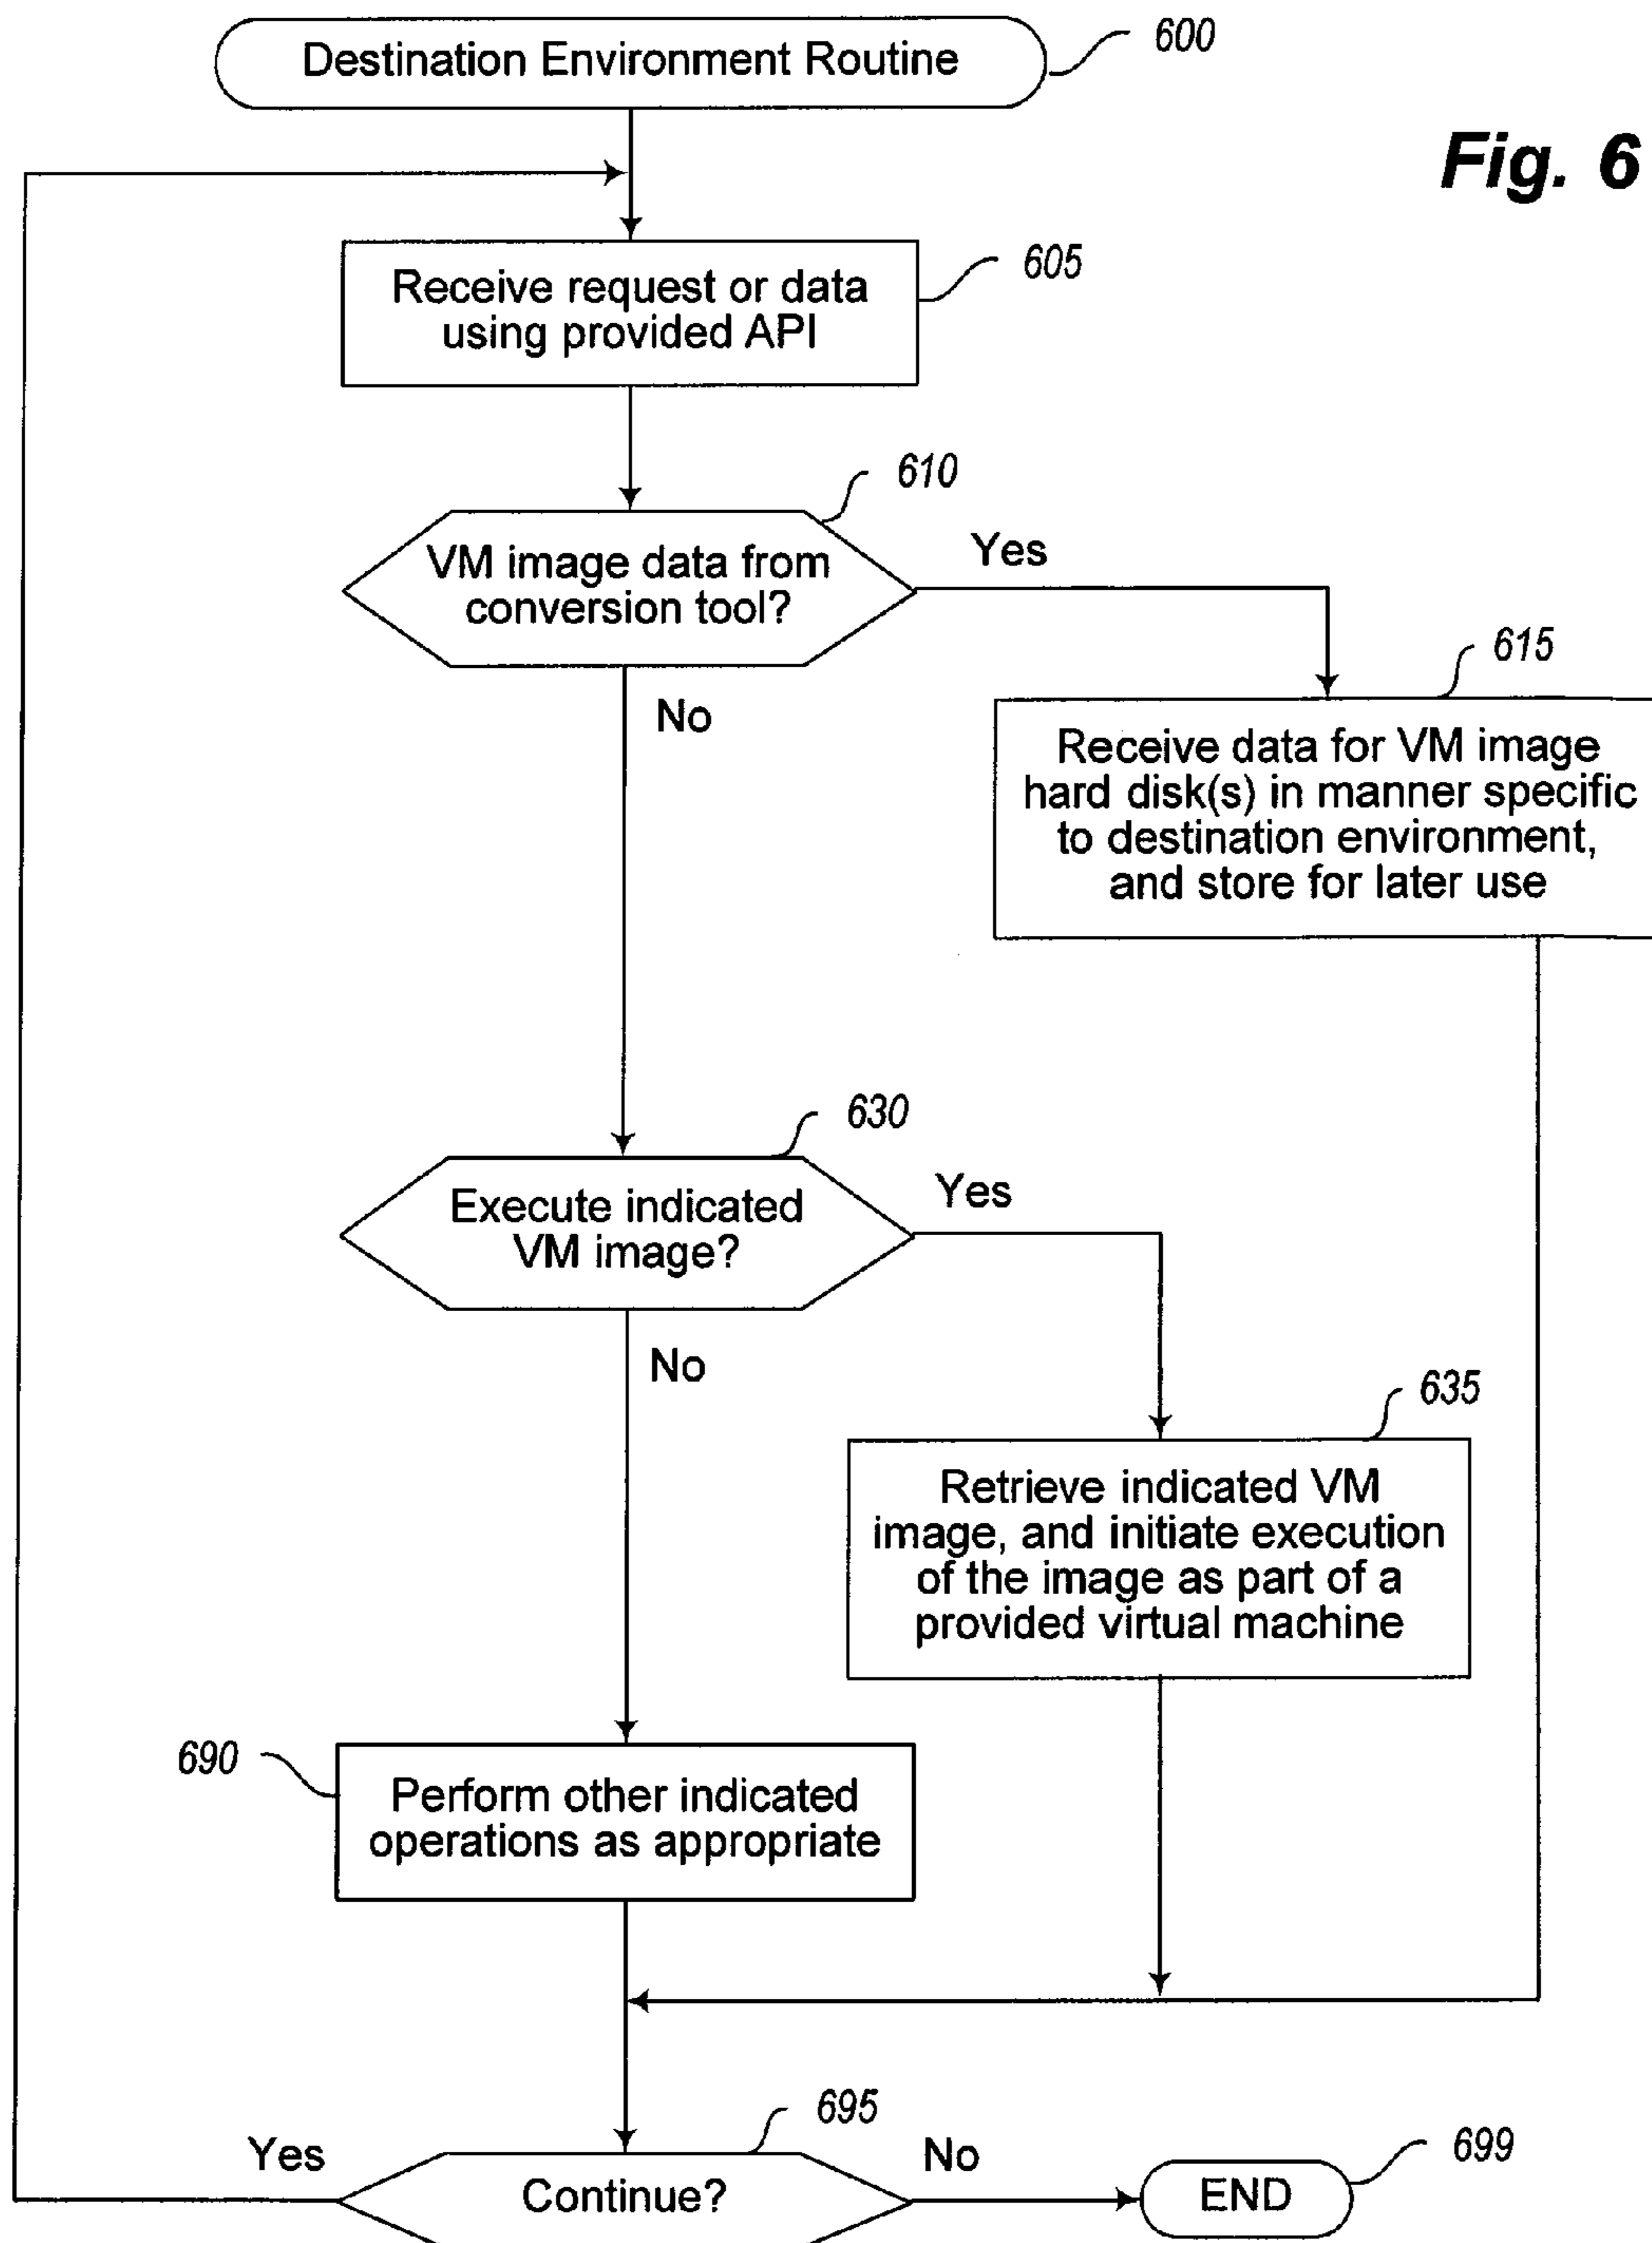 Destination Environment Routine
600
Fig. 6
605
Receive request or data
using provided API
610
VM image data from
conversion tool?
Yes
No
615
Receive data for VM image
hard disk(s) in manner specific
to destination environment,
and store for later use
630
Execute indicated
VM image?
Yes
No
635
Retrieve indicated VM
image, and initiate execution
of the image as part of a
provided virtual machine
690
Perform other indicated
operations as appropriate
695
Yes
Continue?
No
END
699